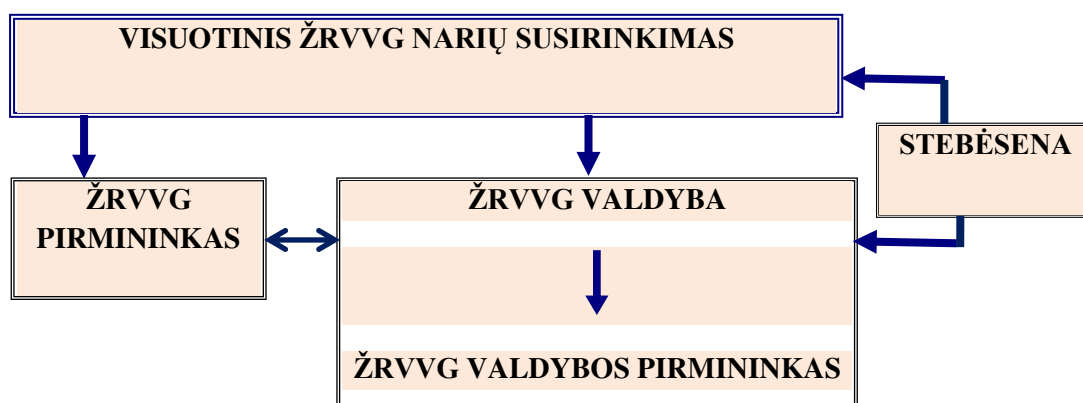 VISUOTINIS ŽRVVG NARIŲ SUSIRINKIMAS
STEBĖSENA
ŽRVVG
PIRMININKAS
ŽRVVG VALDYBA
ŽRVVG VALDYBOS PIRMININKAS